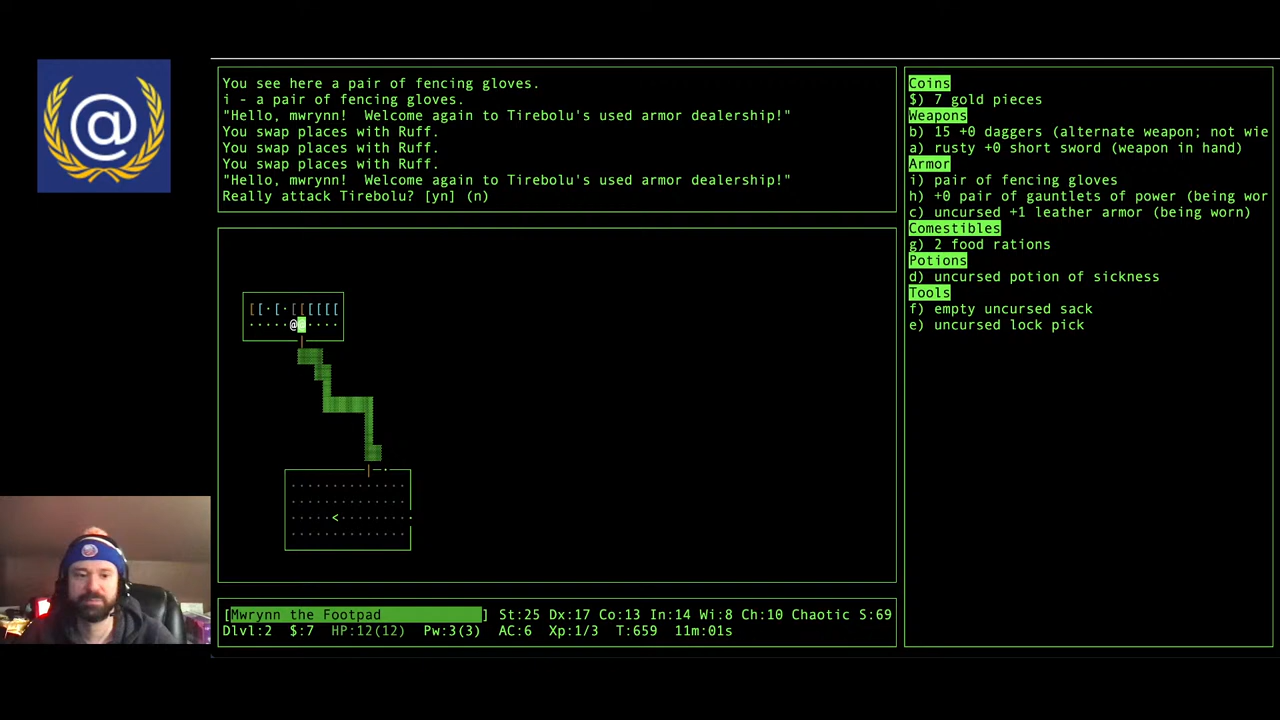 @
You see here a pair of fencing gloves.
i - a pair of fencing gloves.
"Hello, mwrynn!  Welcome again to Tirebolu's used armor dealership!"
You swap places with Ruff.
You swap places with Ruff.
You swap places with Ruff.
"Hello, mwrynn!  Welcome again to Tirebolu's used armor dealership!"
Really attack Tirebolu? [yn] (n)
[[·[·[[[[[[
·····@@····
|
|—·
············
············
·····<········
············
[Mwrynn the Footpad] St:25 Dx:17 Co:13 In:14 Wi:8 Ch:10 Chaotic S:69
Dlvl:2 $:7 HP:12(12) Pw:3(3) AC:6 Xp:1/3 T:659 11m:01s
Coins
$) 7 gold pieces
Weapons
b) 15 +0 daggers (alternate weapon; not wie
a) rusty +0 short sword (weapon in hand)
Armor
i) pair of fencing gloves
h) +0 pair of gauntlets of power (being wor
c) uncursed +1 leather armor (being worn)
Comestibles
g) 2 food rations
Potions
d) uncursed potion of sickness
Tools
f) empty uncursed sack
e) uncursed lock pick